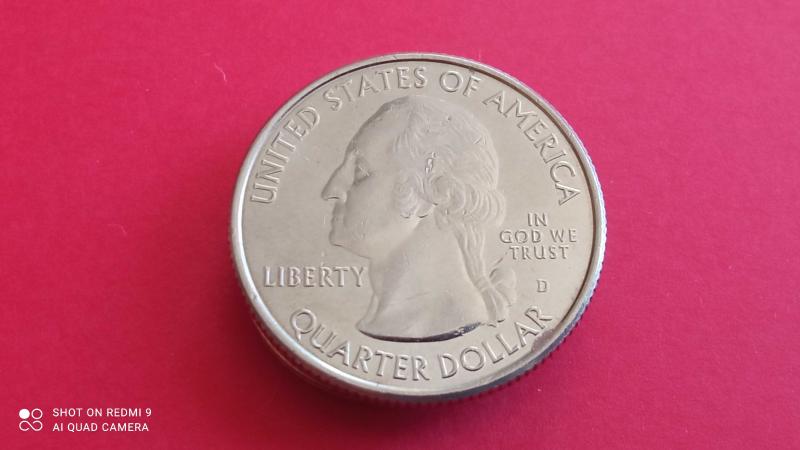 UNITED STATES OF AMERICA
IN
GOD WE
TRUST
LIBERTY
D
QUARTER DOLLAR
SHOT ON REDMI 9
AI QUAD CAMERA